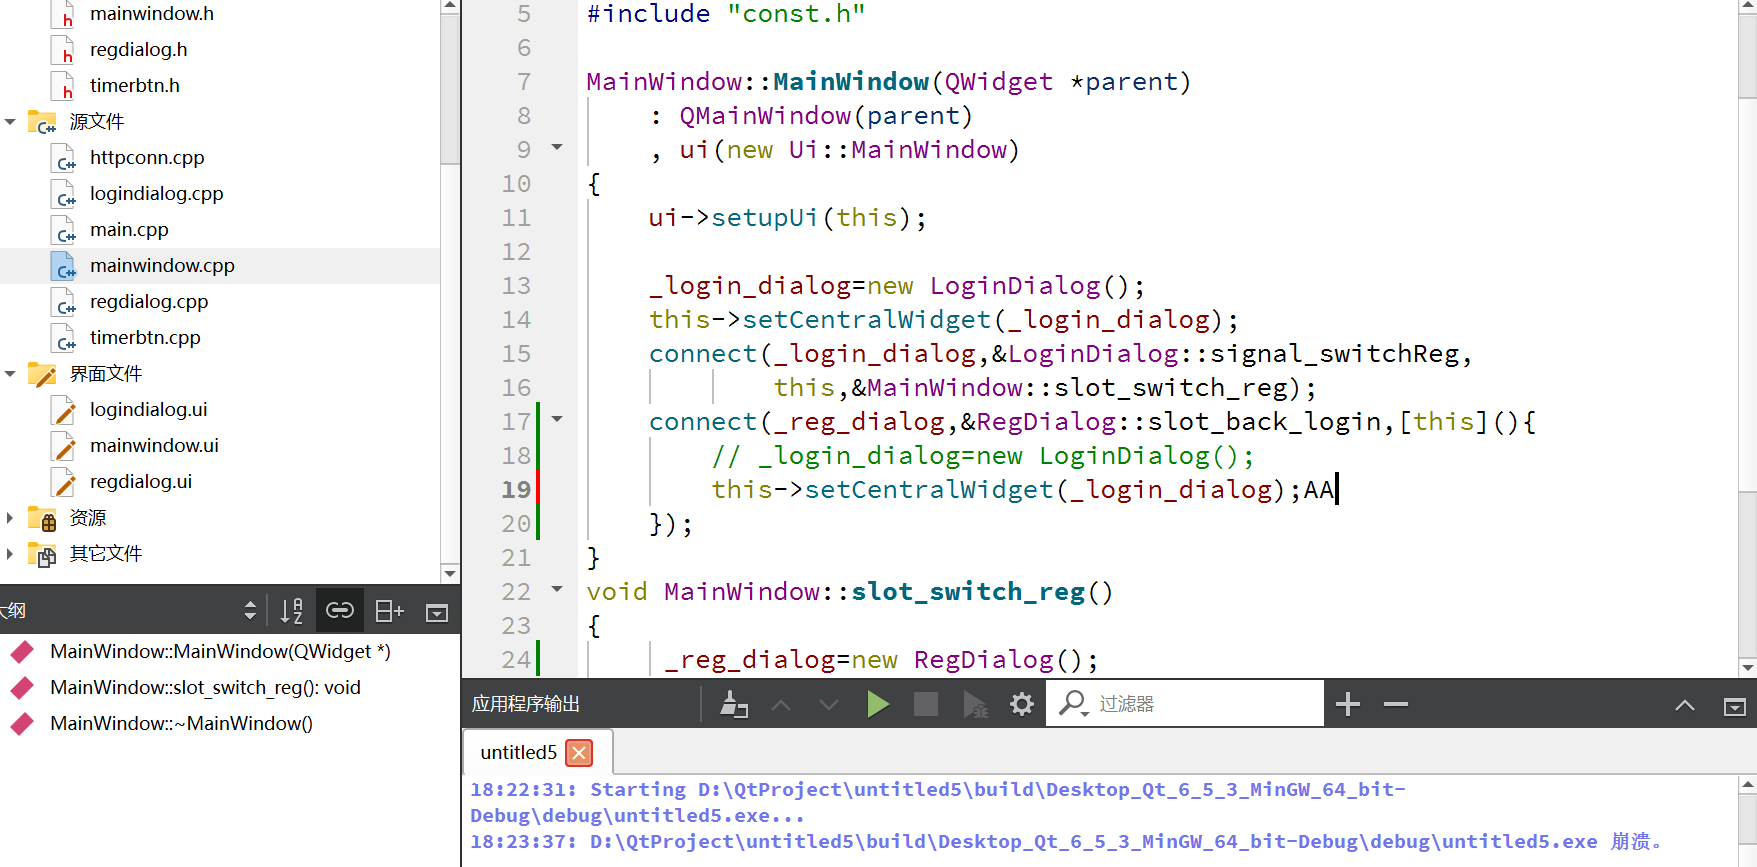 mainwindow.h
regdialog.h
timerbtn.h
源文件
httpconn.cpp
logindialog.cpp
main.cpp
mainwindow.cpp
regdialog.cpp
timerbtn.cpp
界面文件
logindialog.ui
mainwindow.ui
regdialog.ui
资源
其它文件
大纲
MainWindow::MainWindow(QWidget *)
MainWindow::slot_switch_reg(): void
MainWindow::~MainWindow()
5 #include "const.h"
6
7 MainWindow::MainWindow(QWidget *parent)
8 : QMainWindow(parent)
9 , ui(new Ui::MainWindow)
10 {
11 ui->setupUi(this);
12
13 _login_dialog=new LoginDialog();
14 this->setCentralWidget(_login_dialog);
15 connect(_login_dialog,&LoginDialog::signal_switchReg,
16 this,&MainWindow::slot_switch_reg);
17 connect(_reg_dialog,&RegDialog::slot_back_login,[this](){
18 // _login_dialog=new LoginDialog();
19 this->setCentralWidget(_login_dialog);AA
20 });
21 }
22 void MainWindow::slot_switch_reg()
23 {
24 _reg_dialog=new RegDialog();
应用程序输出
过滤器
untitled5
18:22:31: Starting D:\QtProject\untitled5\build\Desktop_Qt_6_5_3_MinGW_64_bit-
Debug\debug\untitled5.exe...
18:23:37: D:\QtProject\untitled5\build\Desktop_Qt_6_5_3_MinGW_64_bit-Debug\debug\untitled5.exe 崩溃。